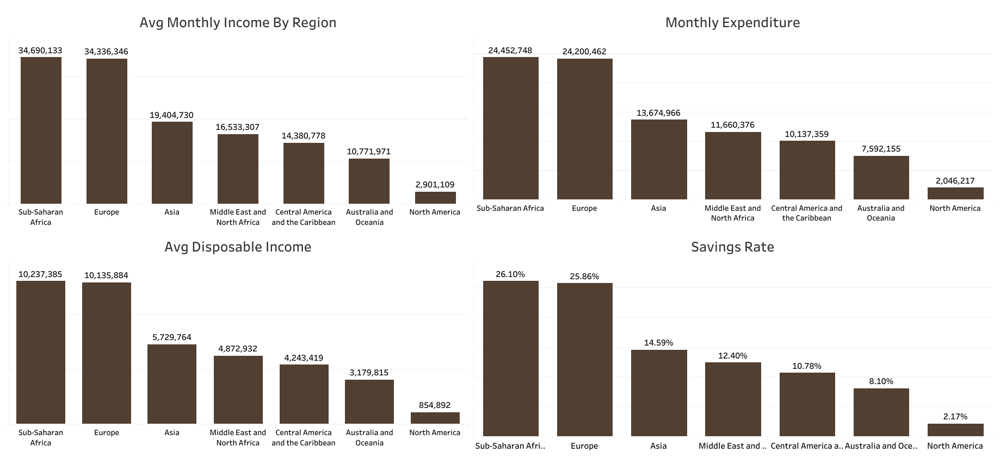 Avg Monthly Income By Region
34,690,133
34,336,346
19,404,730
16,533,307
14,380,778
10,771,971
2,901,109
Sub-Saharan
Africa
Europe
Asia
Middle East and
North Africa
Central America
and the Caribbean
Australia and
Oceania
North America
Monthly Expenditure
24,452,748
24,200,462
13,674,966
11,660,376
10,137,359
7,592,155
2,046,217
Sub-Saharan Africa
Europe
Asia
Middle East and
North Africa
Central America and
the Caribbean
Australia and
Oceania
North America
Avg Disposable Income
10,237,385
10,135,884
5,729,764
4,872,932
4,243,419
3,179,815
854,892
Sub-Saharan
Africa
Europe
Asia
Middle East and
North Africa
Central America
and the Caribbean
Australia and
Oceania
North America
Savings Rate
26.10%
25.86%
14.59%
12.40%
10.78%
8.10%
2.17%
Sub-Saharan Afri..
Europe
Asia
Middle East and ..
Central America a..
Australia and Oce..
North America